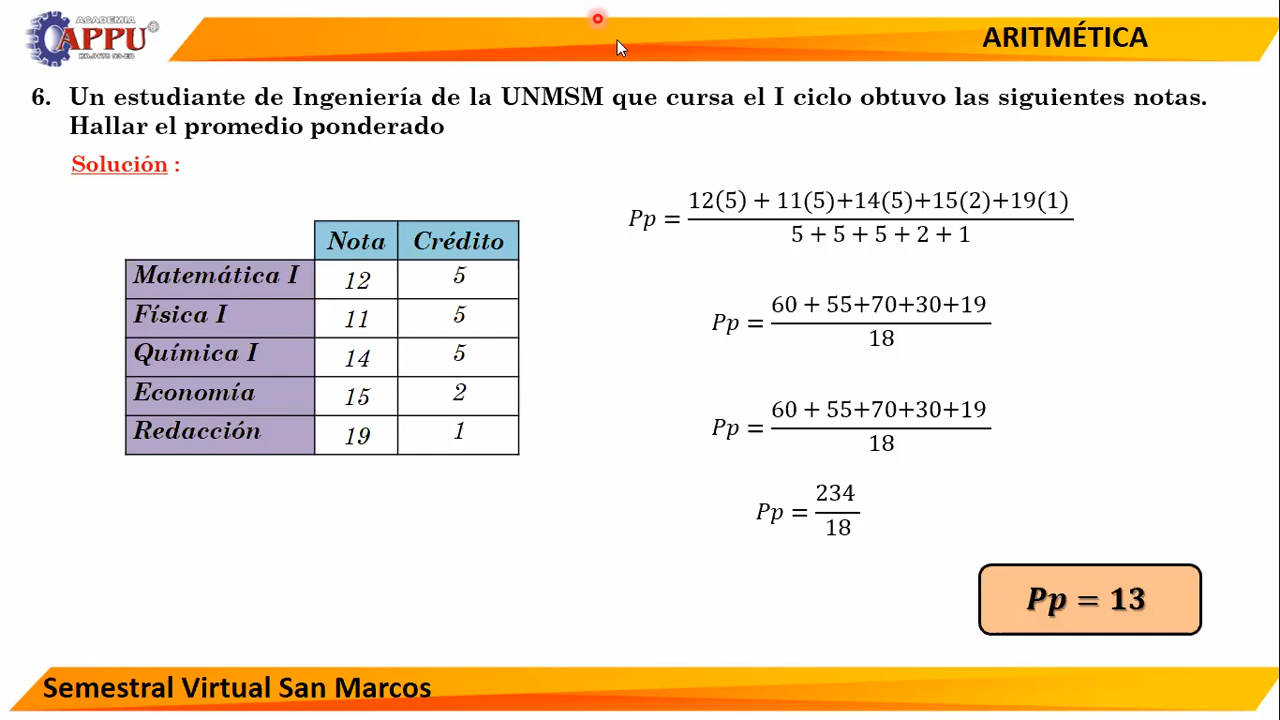 ACADEMIA
APPU
ARITMÉTICA
6. Un estudiante de Ingeniería de la UNMSM que cursa el I ciclo obtuvo las siguientes notas.
Hallar el promedio ponderado
Solución :
Nota Crédito
Matemática I 12 5
Física I 11 5
Química I 14 5
Economía 15 2
Redacción 19 1
Pp = 12(5) + 11(5)+14(5)+15(2)+19(1)
5 + 5 + 5 + 2 + 1
Pp = 60 + 55+70+30+19
18
Pp = 60 + 55+70+30+19
18
Pp = 234
18
Pp = 13
Semestral Virtual San Marcos